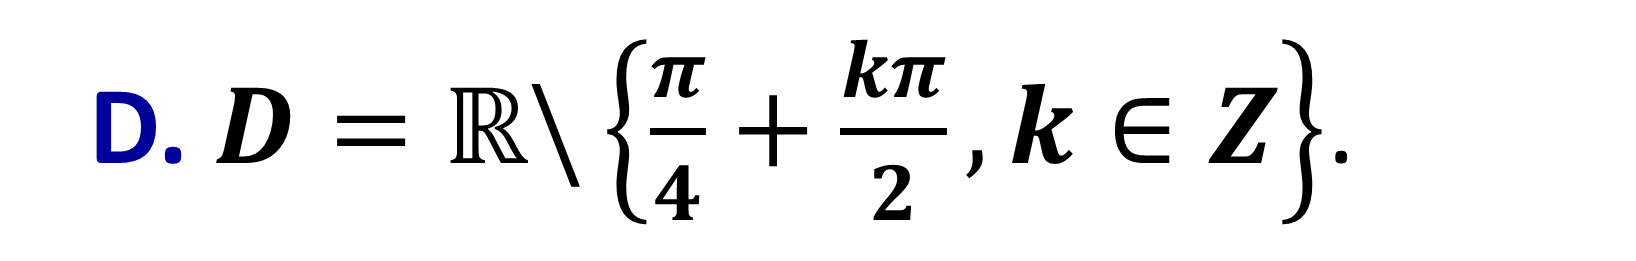 D. D = ℝ\{π/4 + kπ/2, k ∈ Z}.